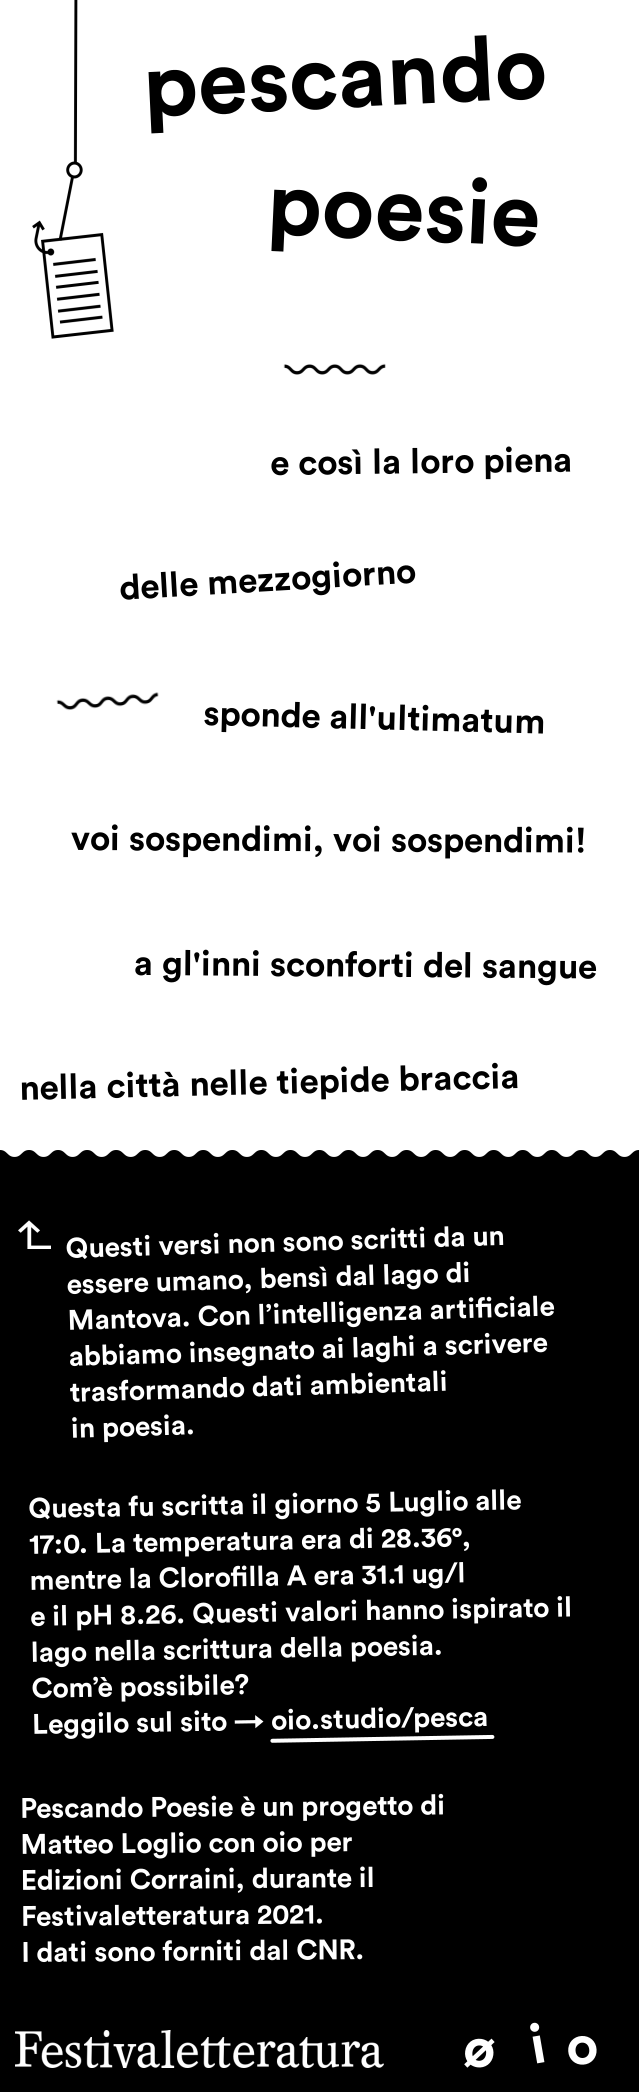 pescando
poesie
e così la loro piena
delle mezzogiorno
sponde all'ultimatum
voi sospendimi, voi sospendimi!
a gl'inni sconforti del sangue
nella città nelle tiepide braccia
Questi versi non sono scritti da un
essere umano, bensì dal lago di
Mantova. Con l’intelligenza artificiale
abbiamo insegnato ai laghi a scrivere
trasformando dati ambientali
in poesia.
Questa fu scritta il giorno 5 Luglio alle
17:0. La temperatura era di 28.36°,
mentre la Clorofilla A era 31.1 ug/l
e il pH 8.26. Questi valori hanno ispirato il
lago nella scrittura della poesia.
Com’è possibile?
Leggilo sul sito → oio.studio/pesca
Pescando Poesie è un progetto di
Matteo Loglio con oio per
Edizioni Corraini, durante il
Festivaletteratura 2021.
I dati sono forniti dal CNR.
Festivaletteratura ø i o